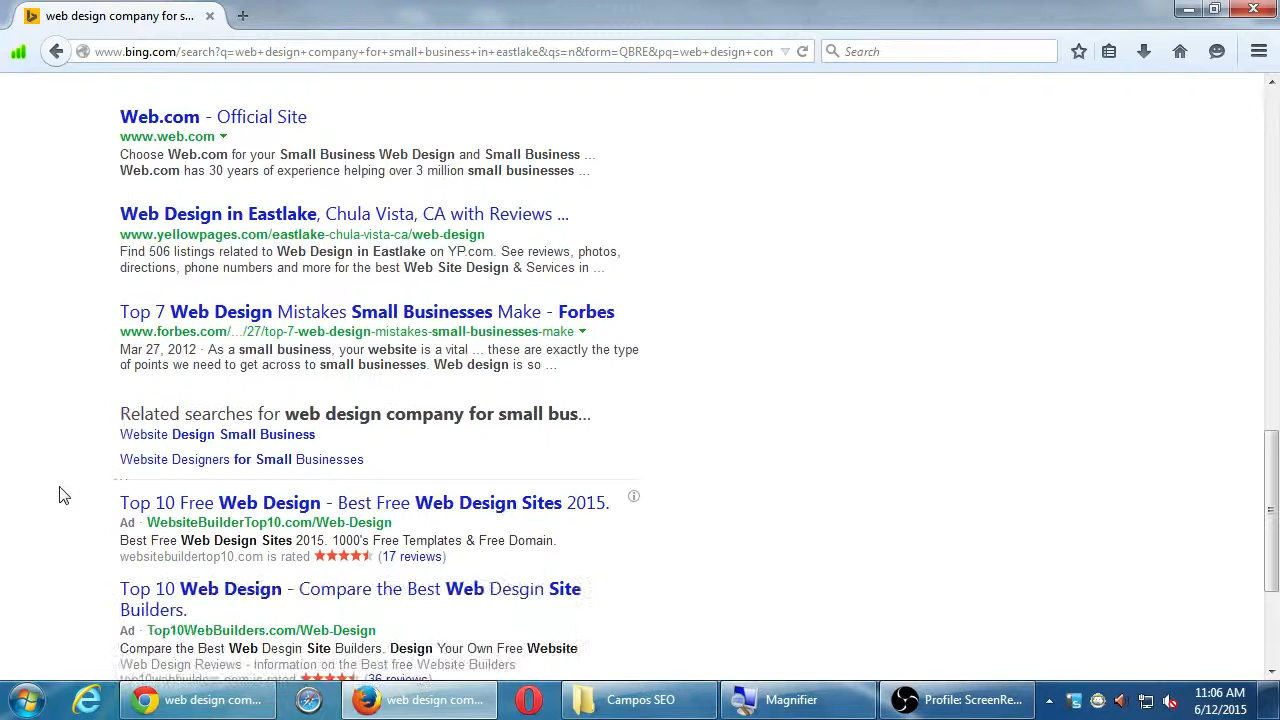 web design company for s...
www.bing.com/search?q=web+design+company+for+small+business+in+eastlake&qs=n&form=QBRE&pq=web+design+con
Search
Web.com - Official Site
www.web.com
Choose Web.com for your Small Business Web Design and Small Business ...
Web.com has 30 years of experience helping over 3 million small businesses ...
Web Design in Eastlake, Chula Vista, CA with Reviews ...
www.yellowpages.com/eastlake-chula-vista-ca/web-design
Find 506 listings related to Web Design in Eastlake on YP.com. See reviews, photos,
directions, phone numbers and more for the best Web Site Design & Services in ...
Top 7 Web Design Mistakes Small Businesses Make - Forbes
www.forbes.com/.../27/top-7-web-design-mistakes-small-businesses-make
Mar 27, 2012 · As a small business, your website is a vital ... these are exactly the type
of points we need to get across to small businesses. Web design is so ...
Related searches for web design company for small bus...
Website Design Small Business
Website Designers for Small Businesses
Top 10 Free Web Design - Best Free Web Design Sites 2015.
Ad · WebsiteBuilderTop10.com/Web-Design
Best Free Web Design Sites 2015. 1000's Free Templates & Free Domain.
websitebuildertop10.com is rated (17 reviews)
Top 10 Web Design - Compare the Best Web Desgin Site
Builders.
Ad · Top10WebBuilders.com/Web-Design
Compare the Best Web Desgin Site Builders. Design Your Own Free Website
Web Design Reviews - Information on the Best free Website Builders
top10webbuilders.com is rated (36 reviews)
web design com...
web design com...
Campos SEO
Magnifier
Profile: ScreenRe...
11:06 AM
6/12/2015